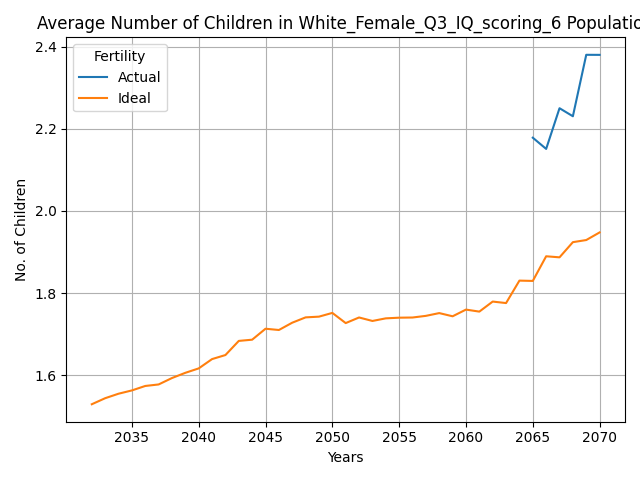 Average Number of Children in White_Female_Q3_IQ_scoring_6 Populatio
Fertility
Actual
Ideal
No. of Children
2.4
2.2
2.0
1.8
1.6
2035 2040 2045 2050 2055 2060 2065 2070
Years